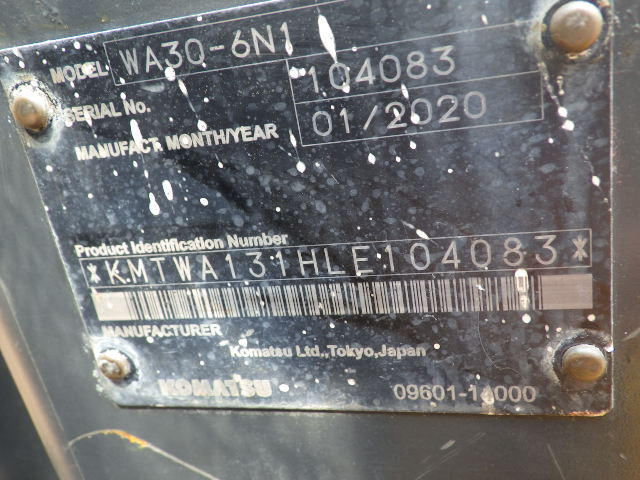 MODEL WA30-6N1
SERIAL No. 104083
MANUFACT. MONTH/YEAR 01/2020
Product Identification Number
*KMTWA131HLE104083*
MANUFACTURER
Komatsu Ltd.,Tokyo,Japan
KOMATSU 09601-14000